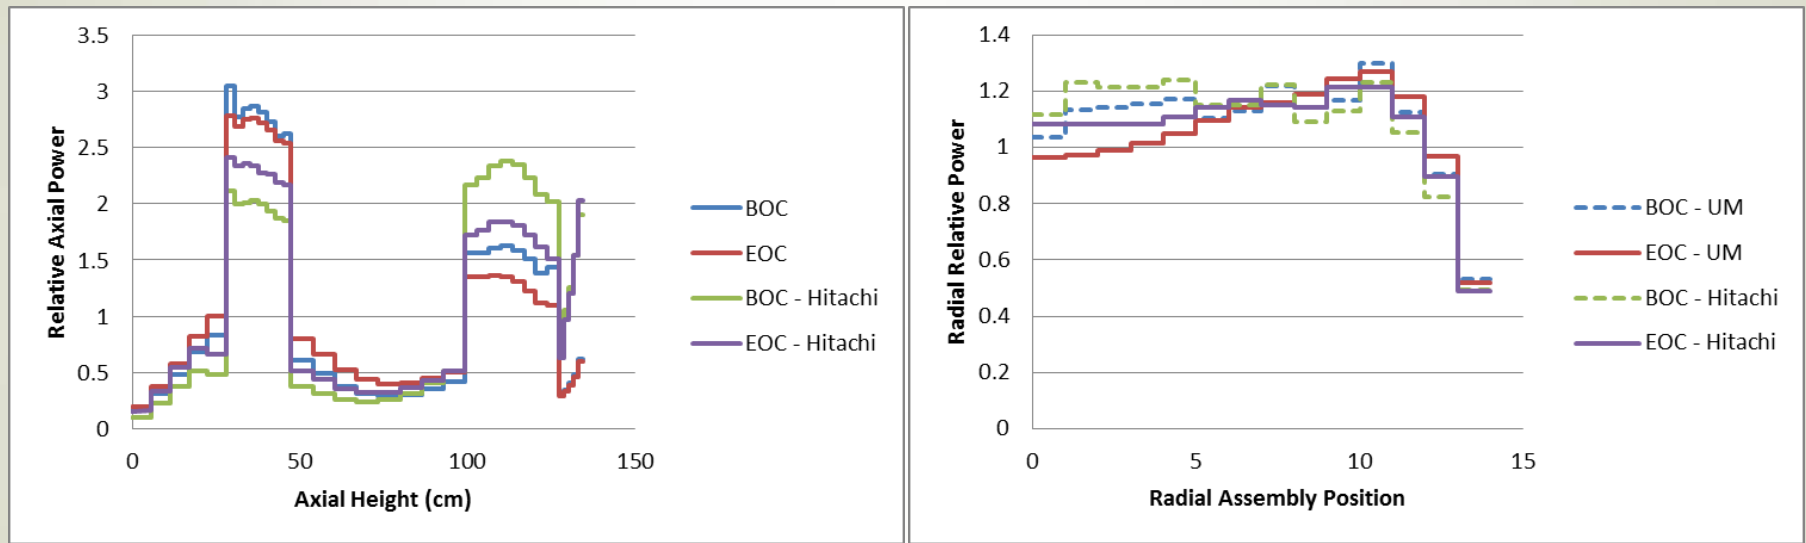 3.5
3
2.5
2
1.5
1
0.5
0
Relative Axial Power
0
50
100
150
Axial Height (cm)
BOC
EOC
BOC - Hitachi
EOC - Hitachi
1.4
1.2
1
0.8
0.6
0.4
0.2
0
Radial Relative Power
0
5
10
15
Radial Assembly Position
BOC - UM
EOC - UM
BOC - Hitachi
EOC - Hitachi